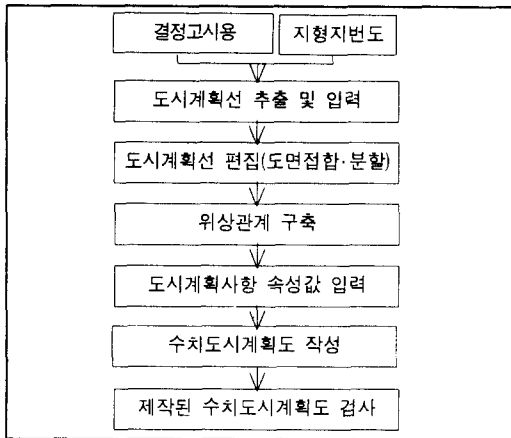 결정고시용
지형지번도
도시계획선 추출 및 입력
도시계획선 편집(도면접합·분할)
위상관계 구축
도시계획사항 속성값 입력
수치도시계획도 작성
제작된 수치도시계획도 검사